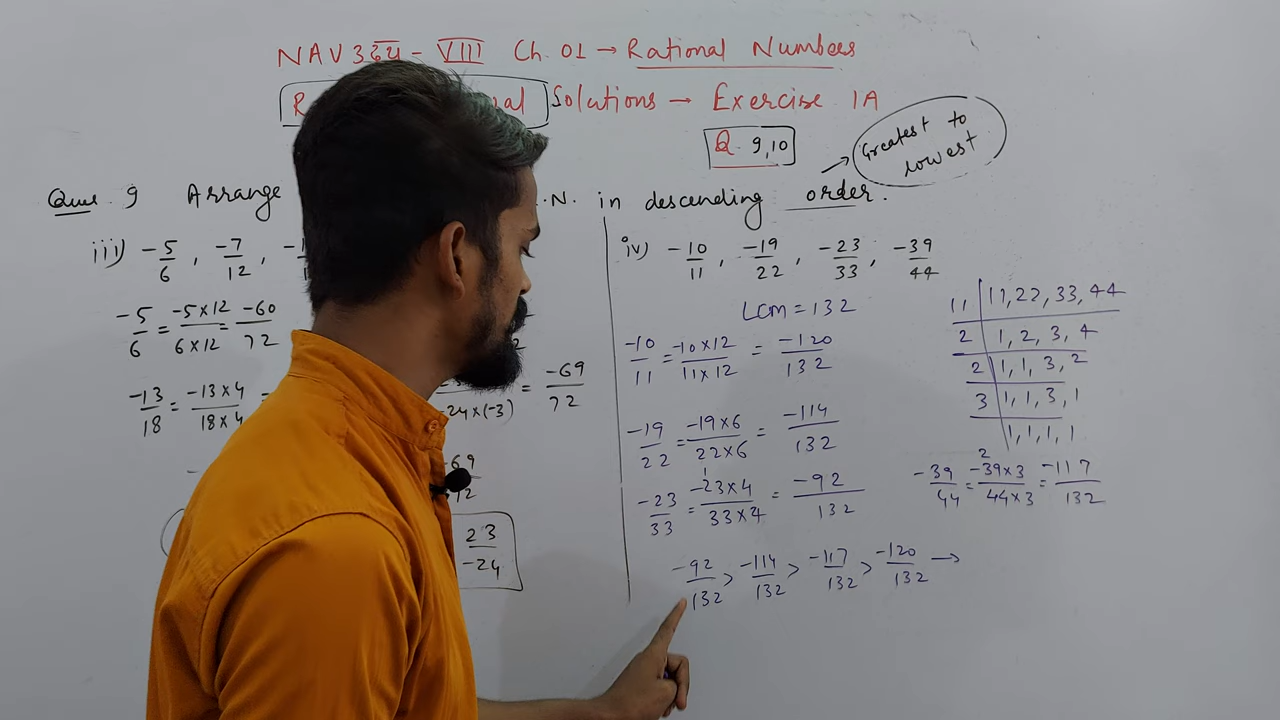 NAV देव - VIII Ch. 01 → Rational Numbers
Solutions → Exercise 1A
Q. 9,10
Greatest to lowest
Ques 9 Arrange .N. in descending order.
iii) -5/6 , -7/12 ,
-5/6 = -5×12/6×12 = -60/72
-13/18 = -13×4/18×4 =
-24×(-3) = -69/72
23/-24
iv) -10/11 , -19/22 , -23/33 , -39/44
LCM = 132
11 | 11, 22, 33, 44
2 | 1, 2, 3, 4
2 | 1, 1, 3, 2
3 | 1, 1, 3, 1
1, 1, 1, 1
-10/11 = -10×12/11×12 = -120/132
-19/22 = -19×6/22×6 = -114/132
-23/33 = -23×4/33×4 = -92/132
-39/44 = -39×3/44×3 = -117/132
-92/132 > -114/132 > -117/132 > -120/132 →